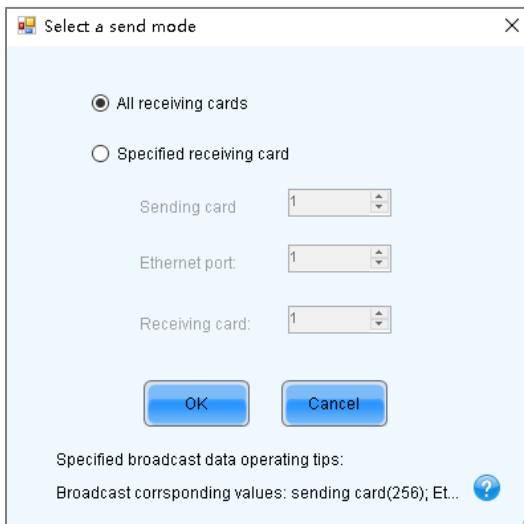 Select a send mode
All receiving cards
Specified receiving card
Sending card 1
Ethernet port: 1
Receiving card: 1
OK Cancel
Specified broadcast data operating tips:
Broadcast corrsponding values: sending card(256); Et... ?